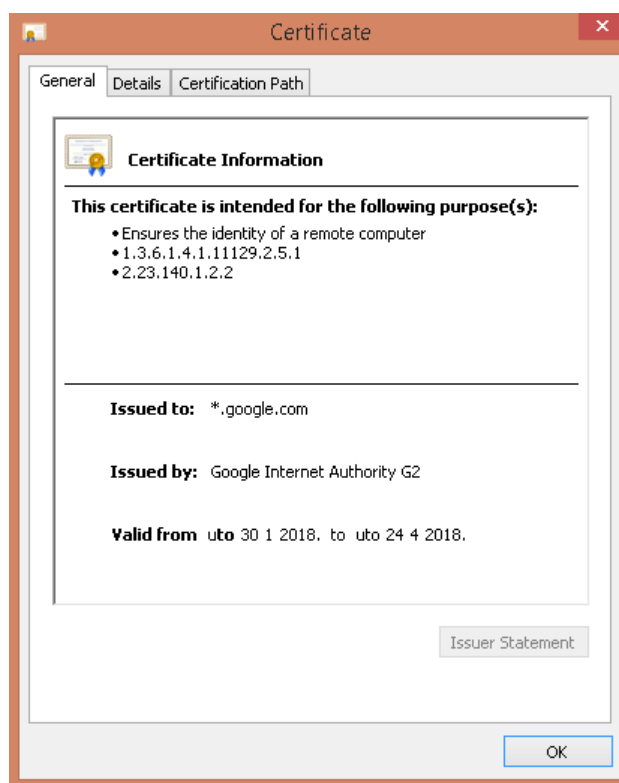 Certificate
General Details Certification Path
Certificate Information
This certificate is intended for the following purpose(s):
• Ensures the identity of a remote computer
• 1.3.6.1.4.1.11129.2.5.1
• 2.23.140.1.2.2
Issued to: *.google.com
Issued by: Google Internet Authority G2
Valid from uto 30 1 2018. to uto 24 4 2018.
Issuer Statement
OK